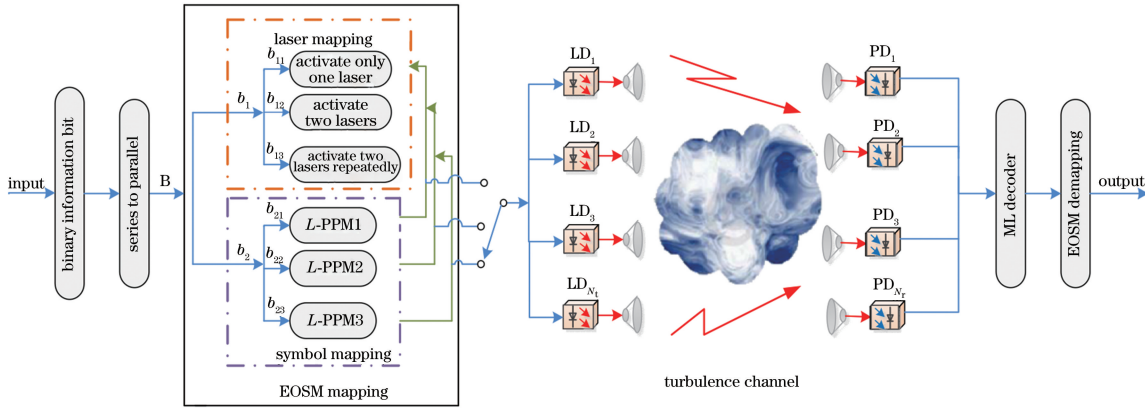 input
binary information bit
series to parallel
B
laser mapping
b1
b11
activate only
one laser
b12
activate
two lasers
b13
activate two
lasers repeatedly
b2
b21
L-PPM1
b22
L-PPM2
b23
L-PPM3
symbol mapping
EOSM mapping
LD1
LD2
LD3
LDNt
turbulence channel
PD1
PD2
PD3
PDNr
ML decoder
EOSM demapping
output